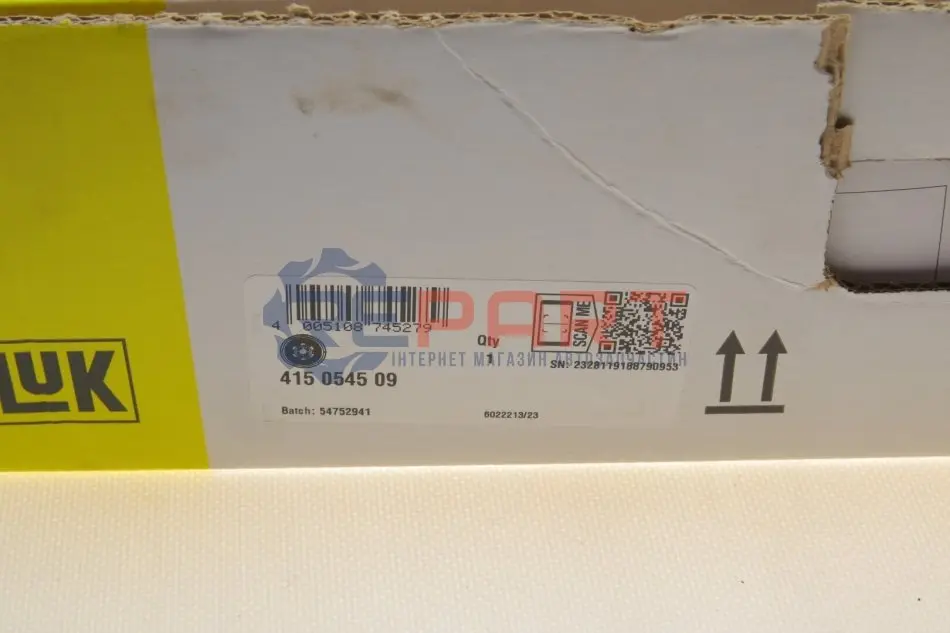 LUK
4 005108 745279
415 0545 09
Batch: 54752941
Qty
1
6022213/23
SCAN ME
SN: 2328119188790953
PARTY
ІНТЕРНЕТ МАГАЗИН АВТОЗАПЧАСТИН